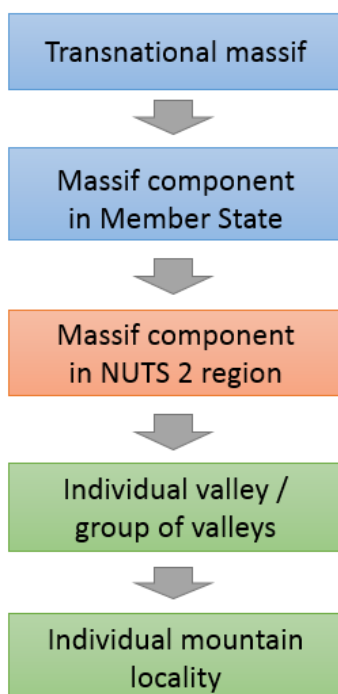 Transnational massif
Massif component
in Member State
Massif component
in NUTS 2 region
Individual valley /
group of valleys
Individual mountain
locality